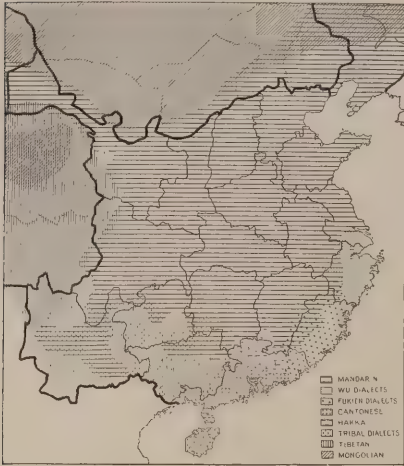 MANDARIN
WU DIALECTS
FUKIEN DIALECTS
CANTONESE
HAKKA
TRIBAL DIALECTS
TIBETAN
MONGOLIAN